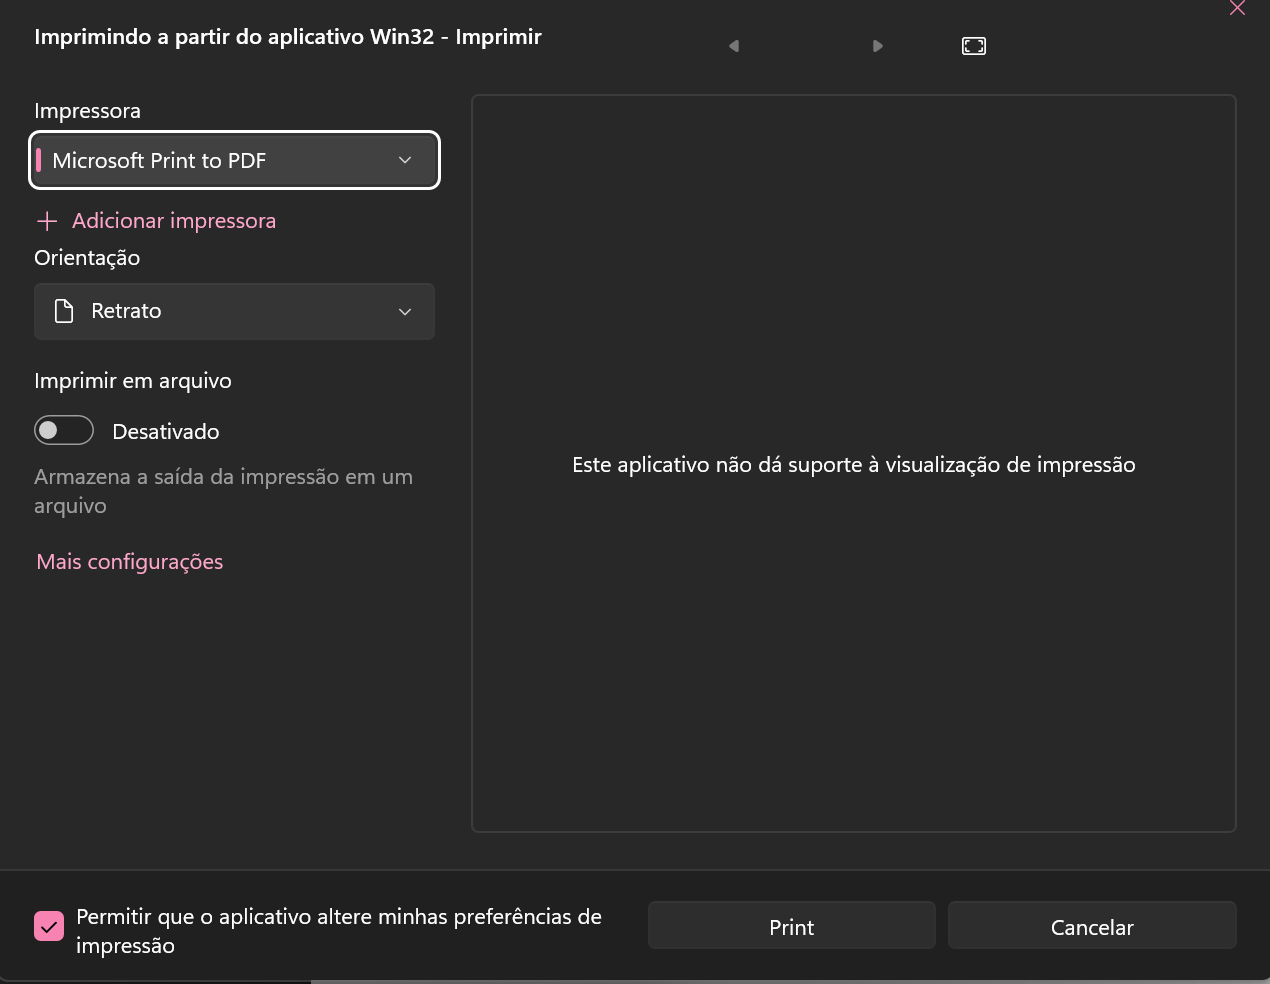 Imprimindo a partir do aplicativo Win32 - Imprimir
Impressora
Microsoft Print to PDF
Adicionar impressora
Orientação
Retrato
Imprimir em arquivo
Desativado
Armazena a saída da impressão em um
arquivo
Mais configurações
Este aplicativo não dá suporte à visualização de impressão
Permitir que o aplicativo altere minhas preferências de
impressão
Print
Cancelar